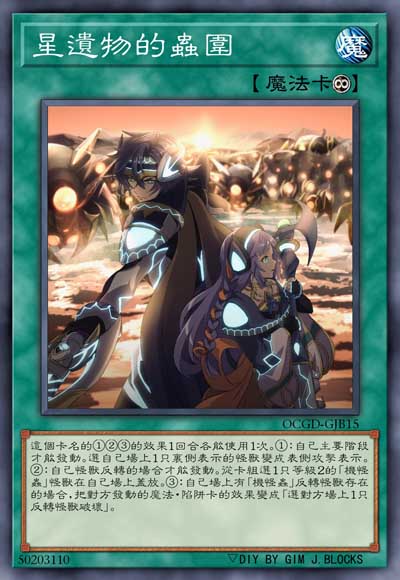 星遺物的蟲圍
魔
【魔法卡】
OCGD-GJB15
這個卡名的①②③的效果1回合各能使用1次。①:自己主要階段
才能發動。選自己場上1只裏側表示的怪獸變成表側攻擊表示。
②:自己怪獸反轉的場合才能發動。從卡組選1只等級2的「機怪
蟲」怪獸在自己場上蓋放。③:自己場上有「機怪蟲」反轉怪獸存在
的場合,把對方發動的魔法·陷阱卡的效果變成「選對方場上1只
反轉怪獸破壞」。
S0203110
▽DIY BY GIM J.BLOCKS